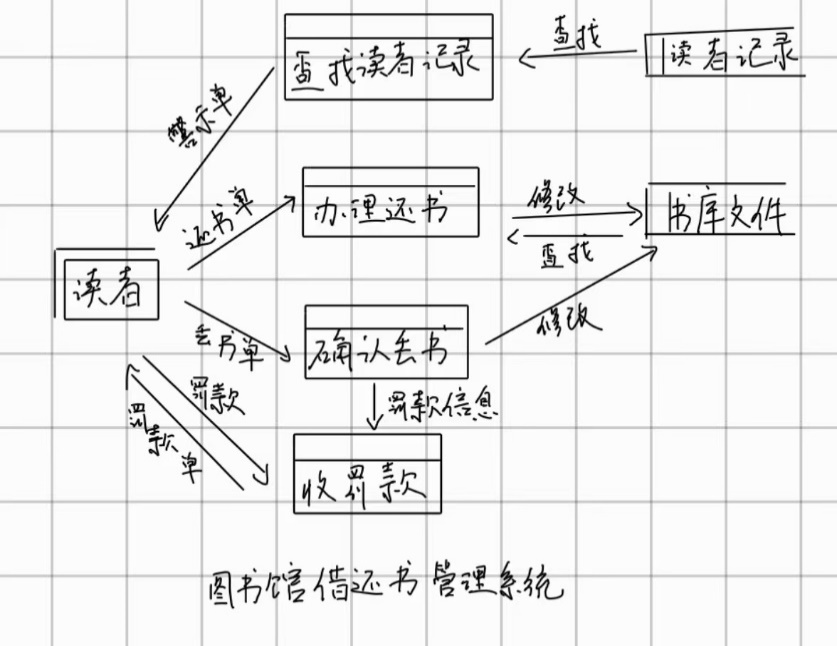 查找读者记录
查找
读者记录
警示单
办理还书
修改
书库文件
还书单
查找
读者
修改
丢书单
确认丢书
罚款
罚款信息
罚款单
收罚款
图书馆借还书管理系统